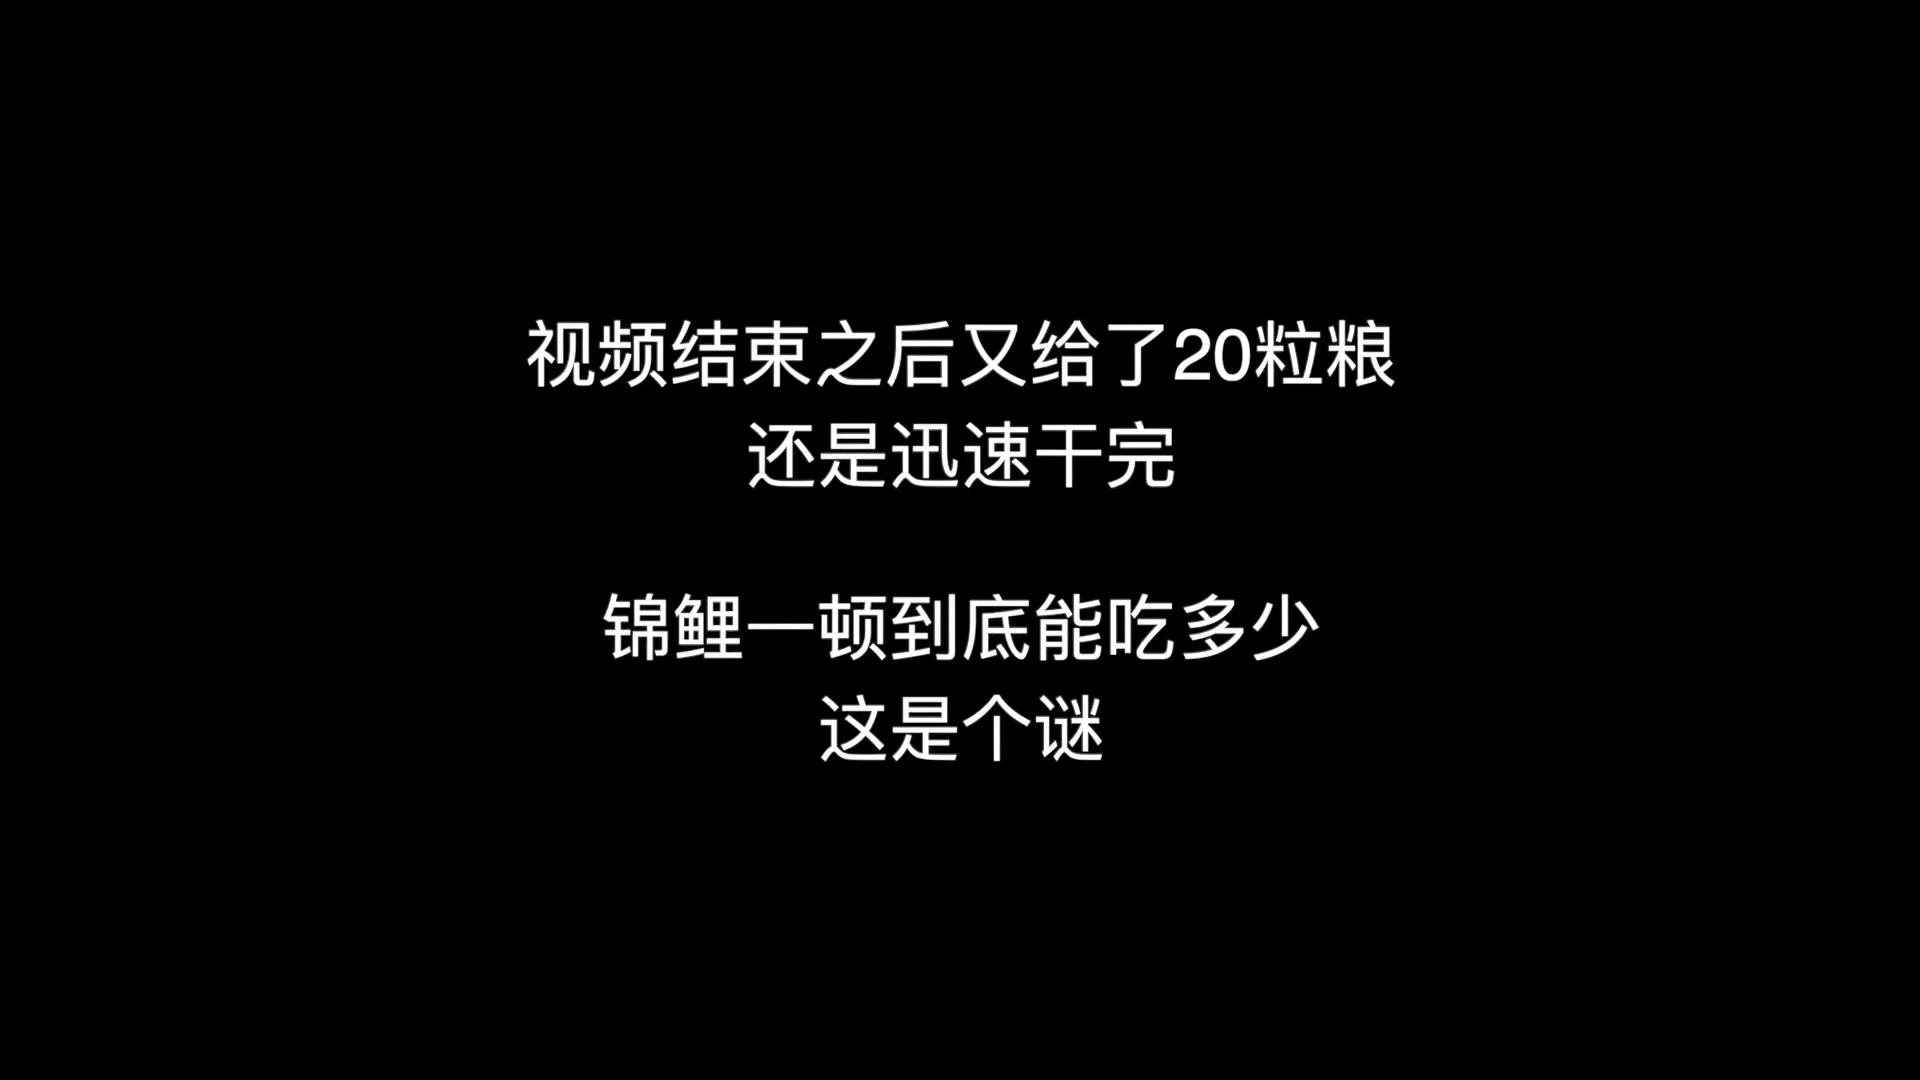 视频结束之后又给了20粒粮
还是迅速干完
锦鲤一顿到底能吃多少
这是个谜